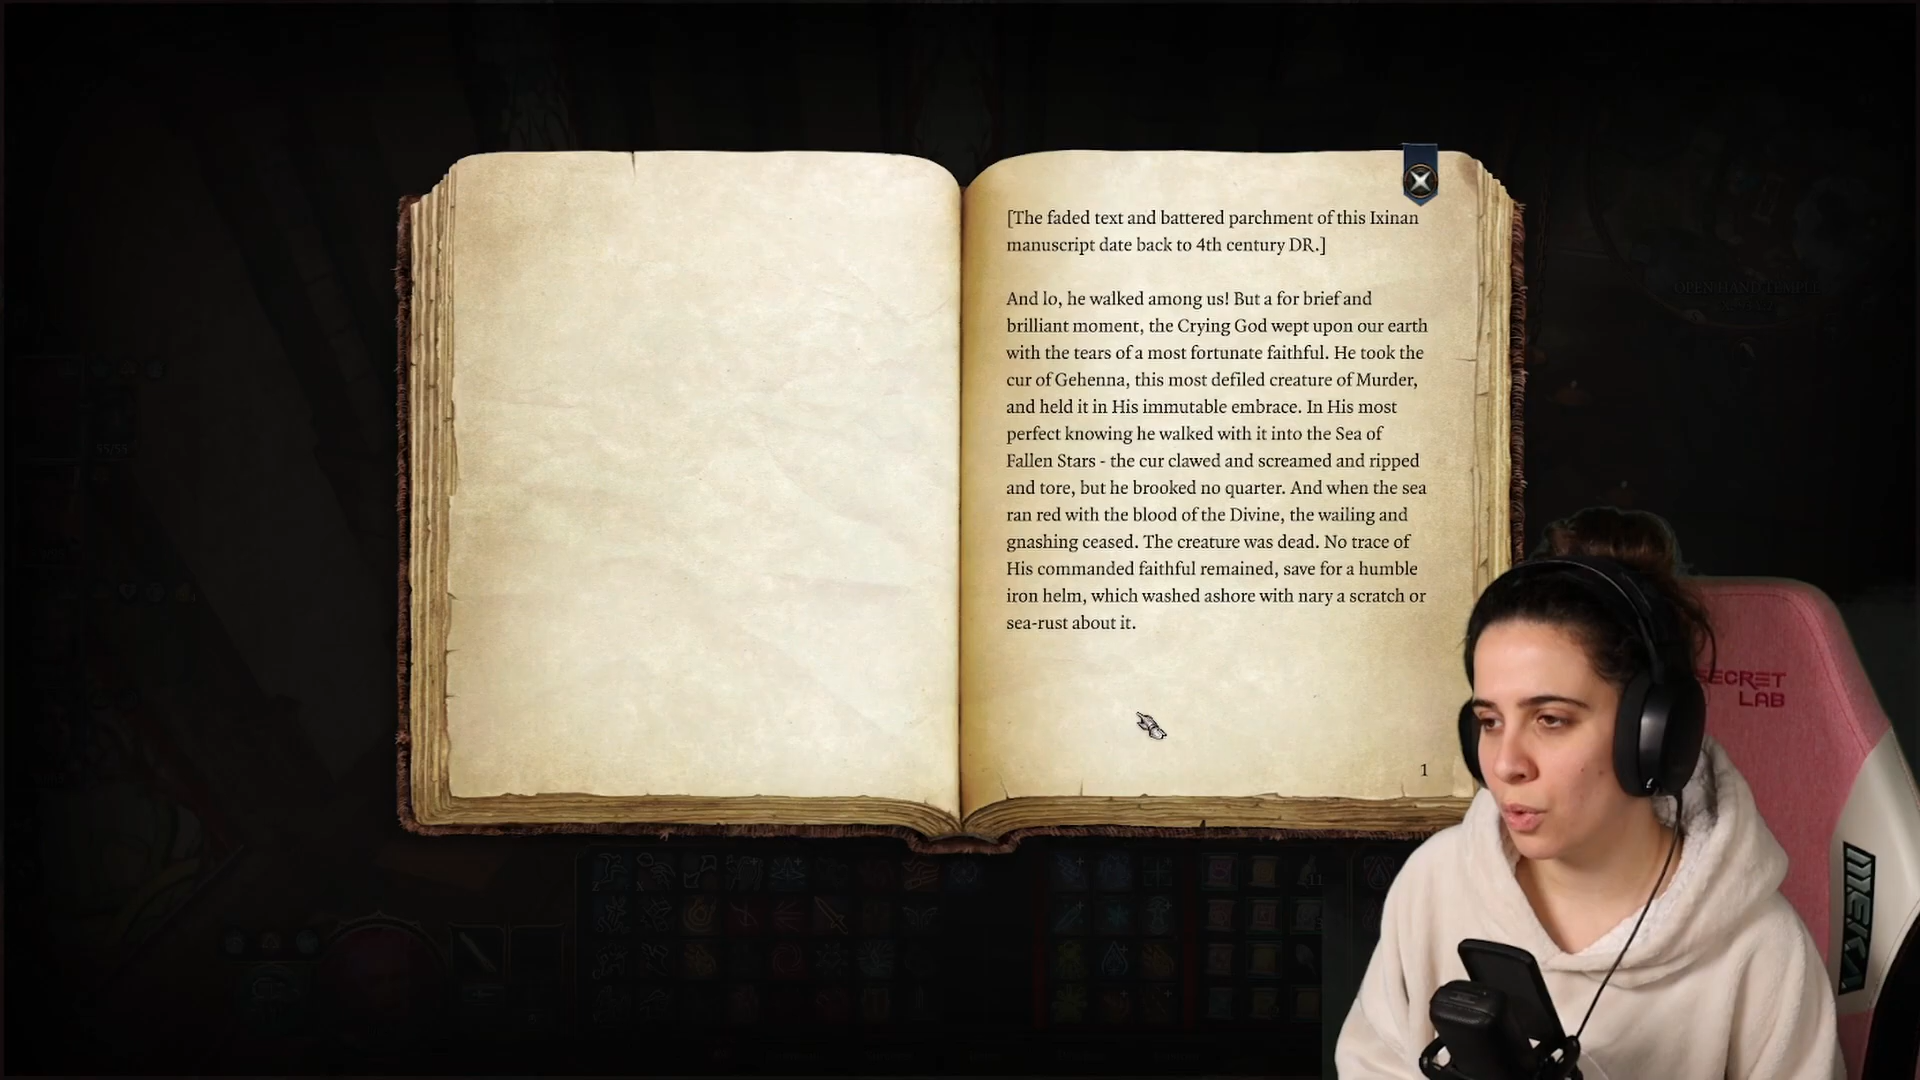 [The faded text and battered parchment of this Ixinan
manuscript date back to 4th century DR.]
And lo, he walked among us! But a for brief and
brilliant moment, the Crying God wept upon our earth
with the tears of a most fortunate faithful. He took the
cur of Gehenna, this most defiled creature of Murder,
and held it in His immutable embrace. In His most
perfect knowing he walked with it into the Sea of
Fallen Stars - the cur clawed and screamed and ripped
and tore, but he brooked no quarter. And when the sea
ran red with the blood of the Divine, the wailing and
gnashing ceased. The creature was dead. No trace of
His commanded faithful remained, save for a humble
iron helm, which washed ashore with nary a scratch or
sea-rust about it.
1
OPEN HAND TEMPLE
55/55
SECRET
LAB
MEKA